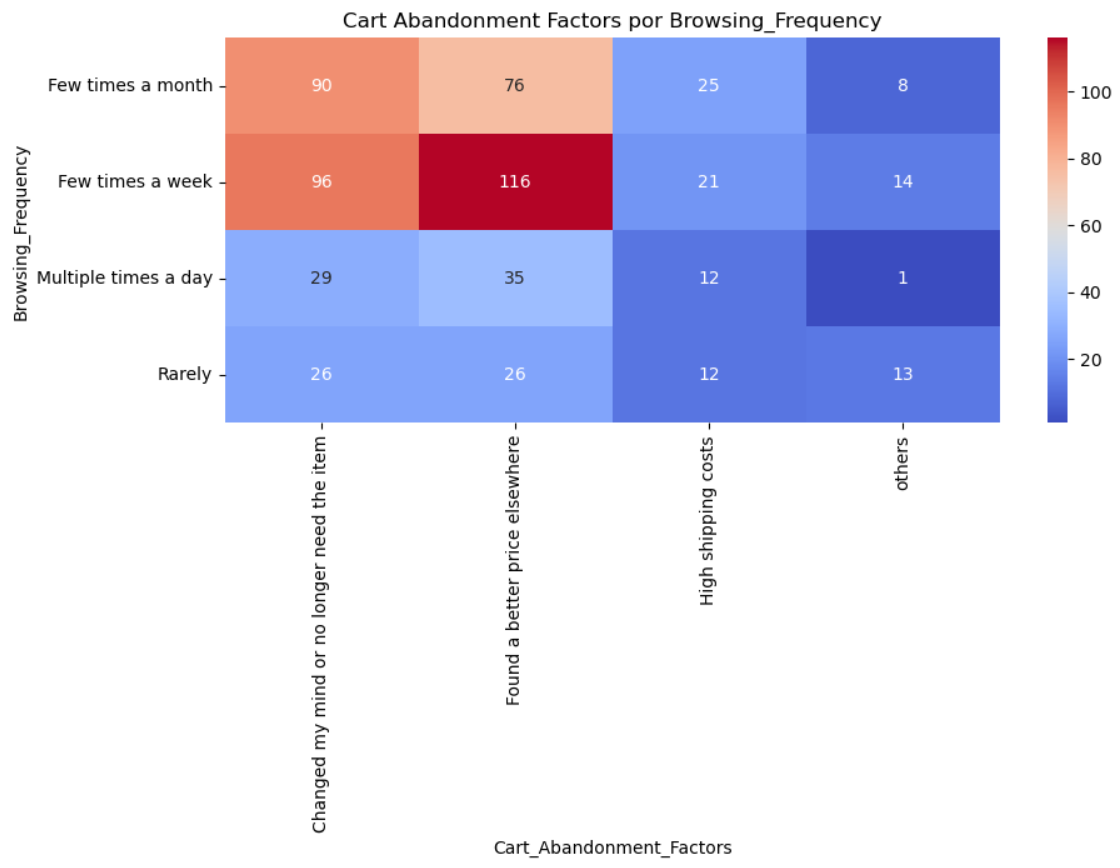 Cart Abandonment Factors por Browsing_Frequency
Browsing_Frequency
Few times a month 90 76 25 8
Few times a week 96 116 21 14
Multiple times a day 29 35 12 1
Rarely 26 26 12 13
100
80
60
40
20
Changed my mind or no longer need the item
Found a better price elsewhere
High shipping costs
others
Cart_Abandonment_Factors